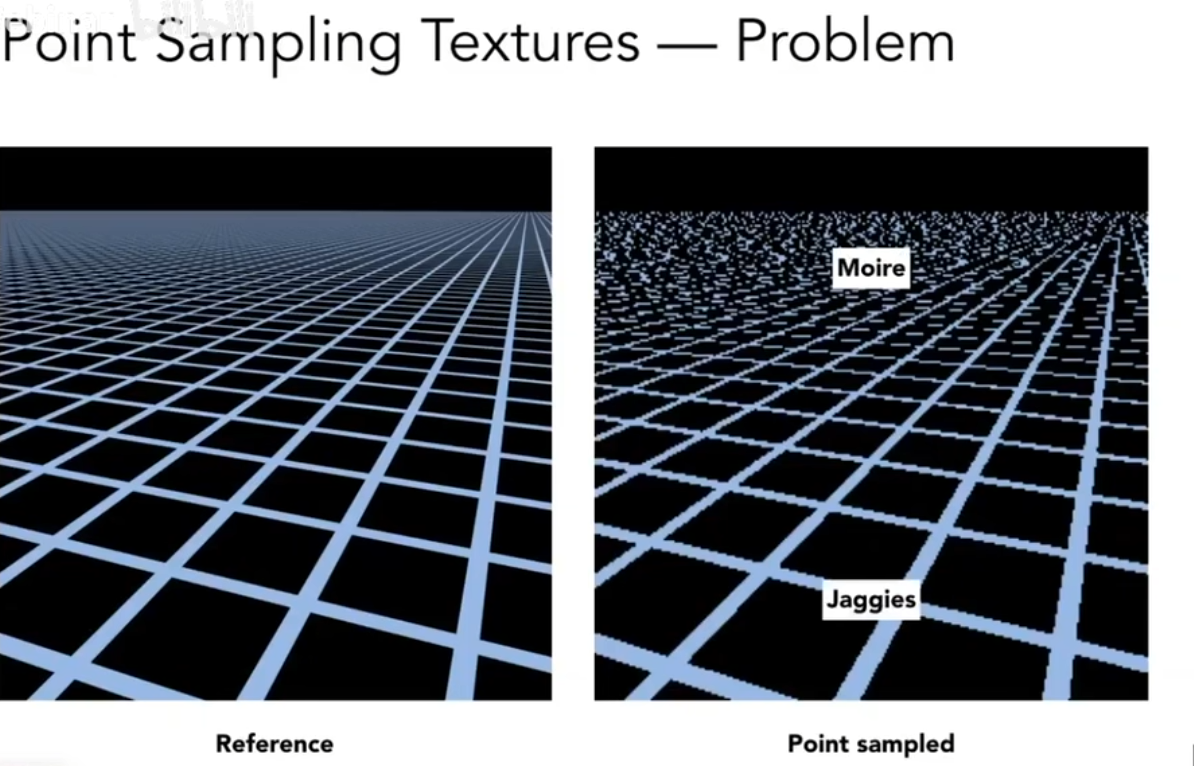 Point Sampling Textures — Problem
Moire
Jaggies
Reference
Point sampled